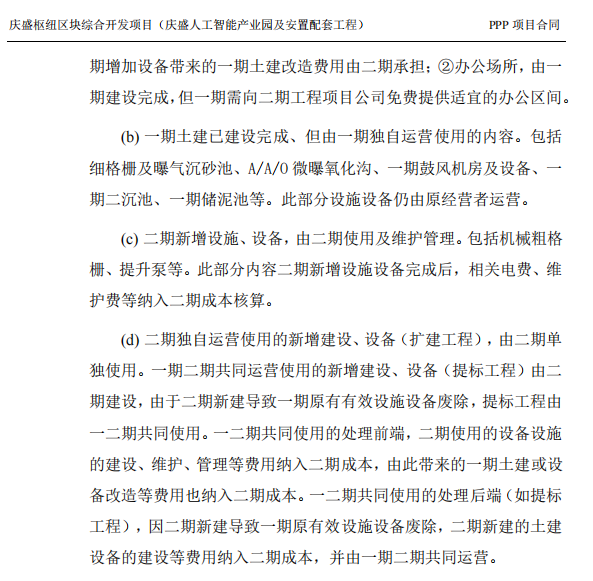 庆盛枢纽区块综合开发项目（庆盛人工智能产业园及安置配套工程） PPP 项目合同
期增加设备带来的一期土建改造费用由二期承担；②办公场所，由一
期建设完成，但一期需向二期工程项目公司免费提供适宜的办公区间。
(b) 一期土建已建设完成、但由一期独自运营使用的内容。包括
细格栅及曝气沉砂池、A/A/O 微曝氧化沟、一期鼓风机房及设备、一
期二沉池、一期储泥池等。此部分设施设备仍由原经营者运营。
(c) 二期新增设施、设备，由二期使用及维护管理。包括机械粗格
栅、提升泵等。此部分内容二期新增设施设备完成后，相关电费、维
护费等纳入二期成本核算。
(d) 二期独自运营使用的新增建设、设备（扩建工程），由二期单
独使用。一期二期共同运营使用的新增建设、设备（提标工程）由二
期建设，由于二期新建导致一期原有有效设施设备废除，提标工程由
一二期共同使用。一二期共同使用的处理前端，二期使用的设备设施
的建设、维护、管理等费用纳入二期成本，由此带来的一期土建或设
备改造等费用也纳入二期成本。一二期共同使用的处理后端（如提标
工程），因二期新建导致一期原有有效设施设备废除，二期新建的土建
设备的建设等费用纳入二期成本，并由一期二期共同运营。